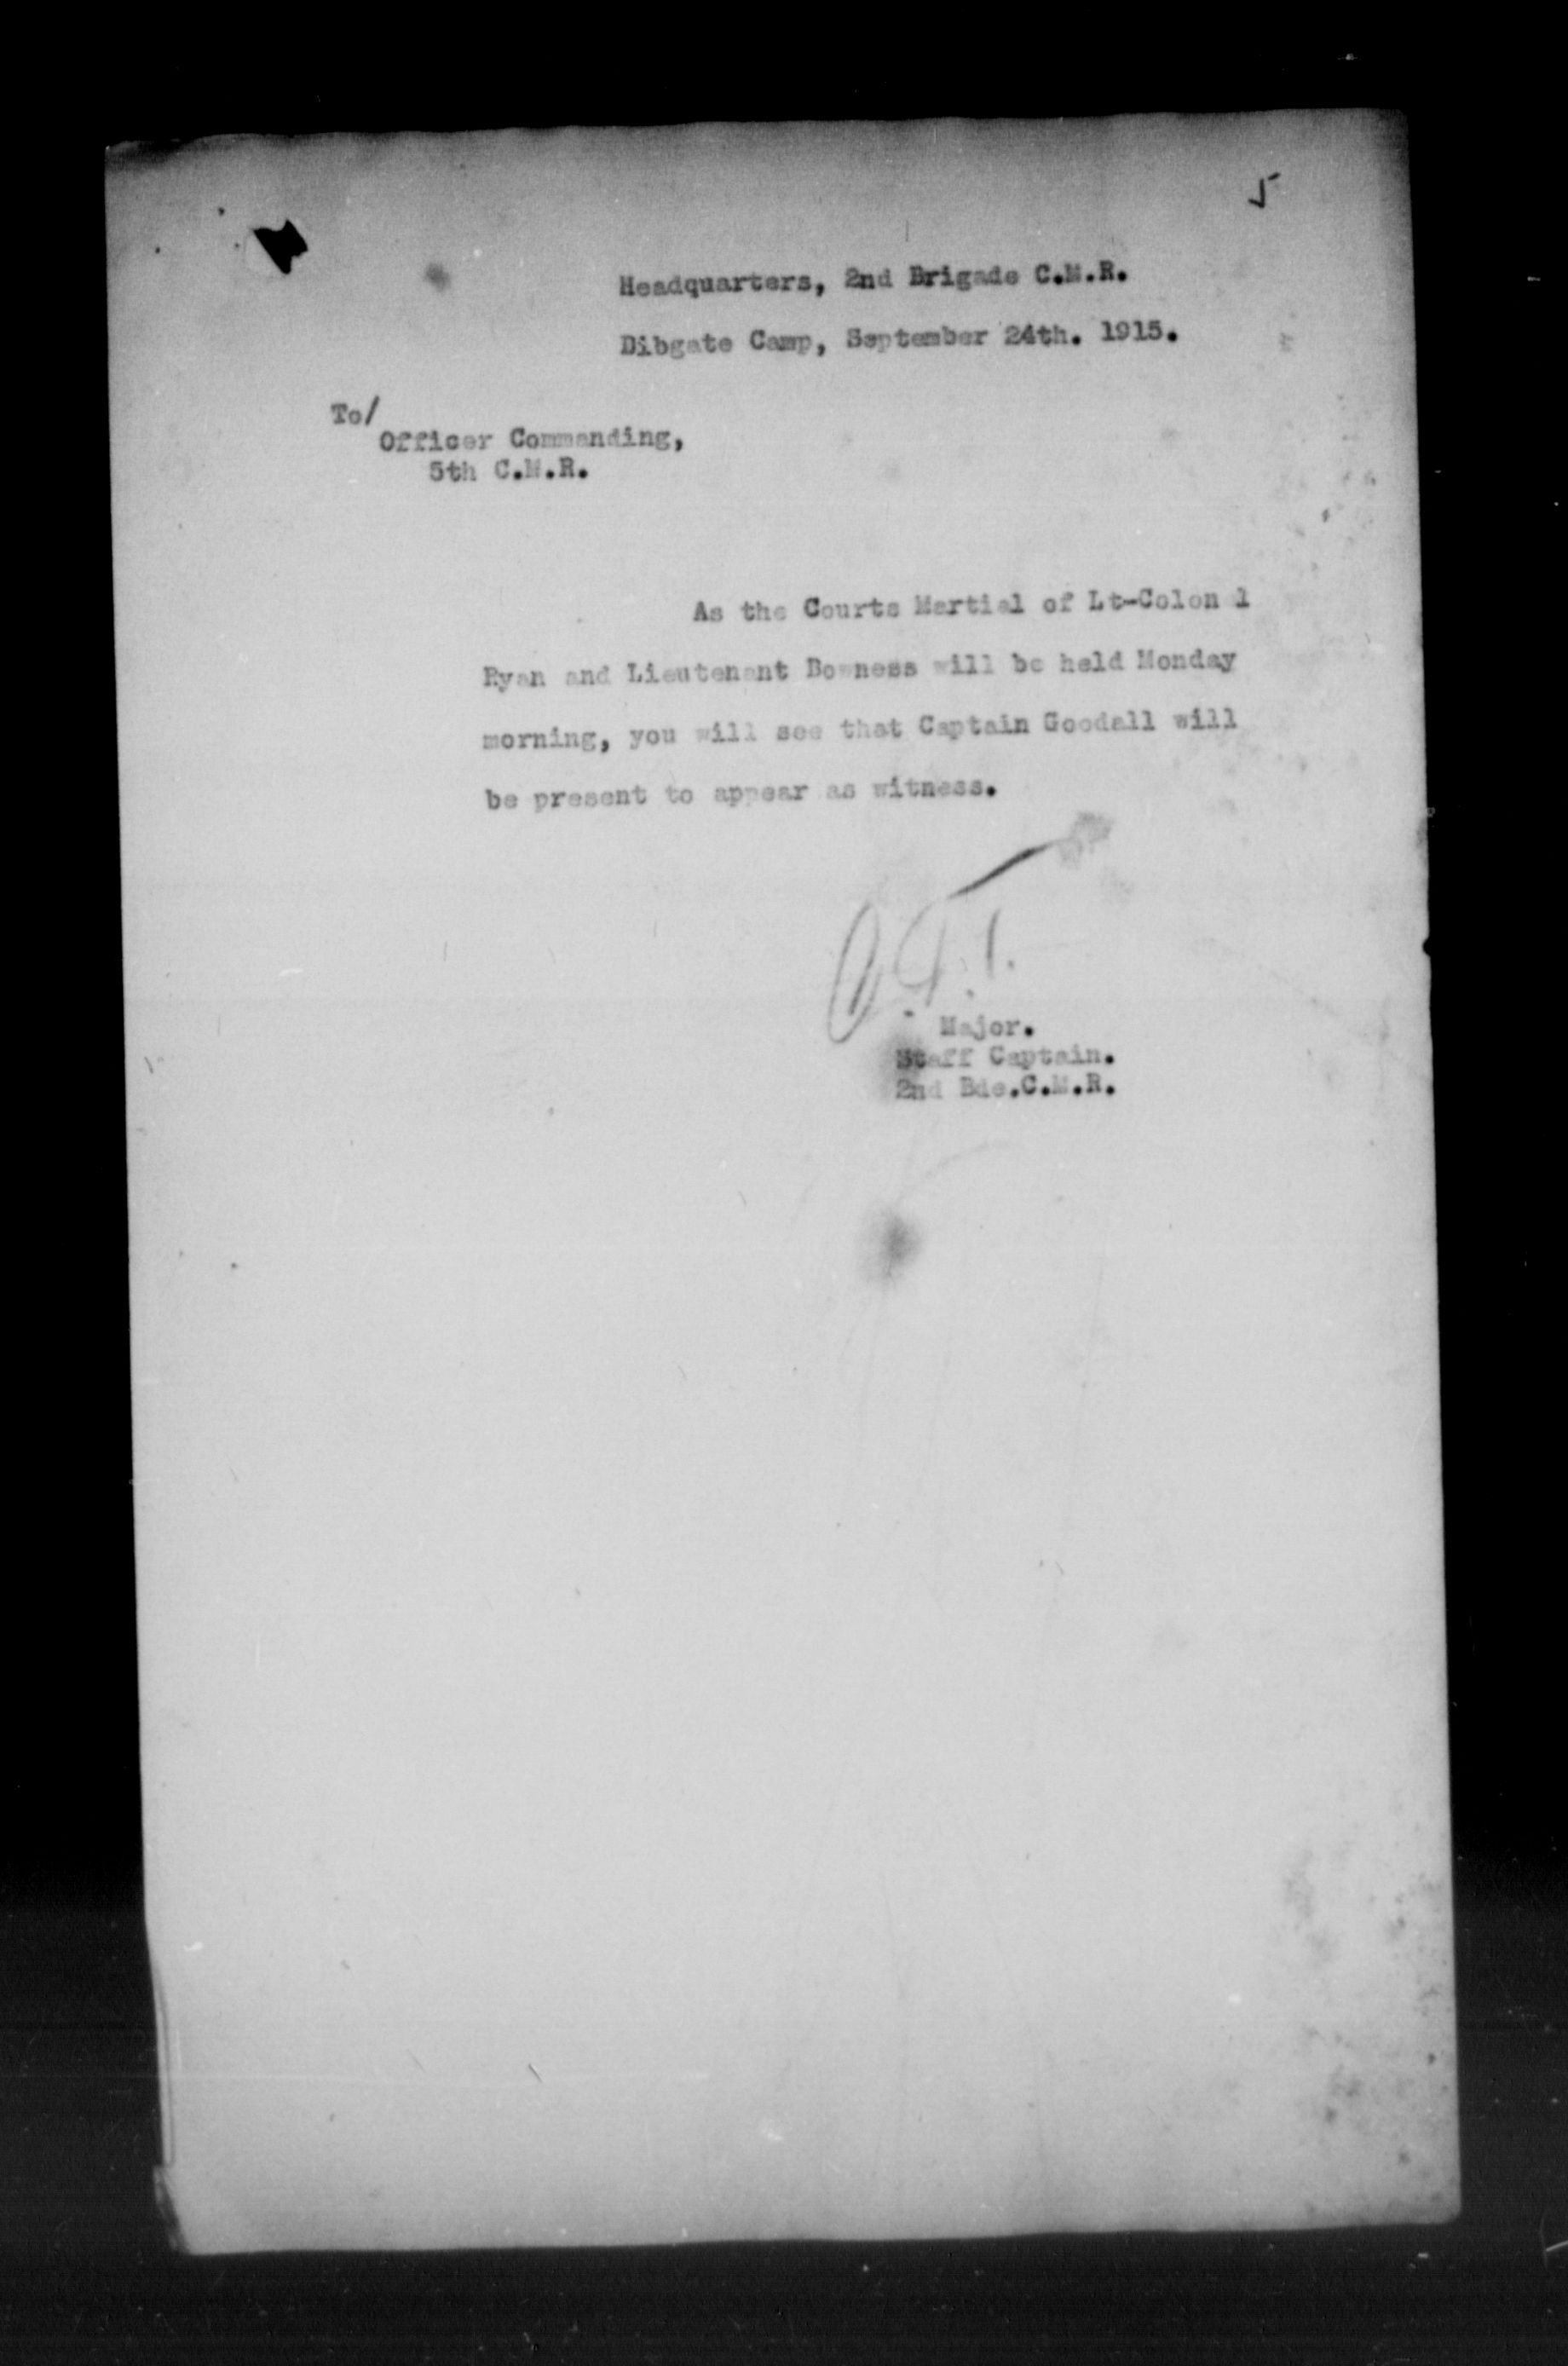 5
Headquarters, 2nd Brigade C.M.R.
Dibgate Camp, September 24th. 1915.
To/
Officer Commanding,
5th C.M.R.
As the Courts Martial of Lt-Colonel
Ryan and Lieutenant Bowness will be held Monday
morning, you will see that Captain Goodall will
be present to appear as witness.
Major.
Staff Captain.
2nd Bde.C.M.R.